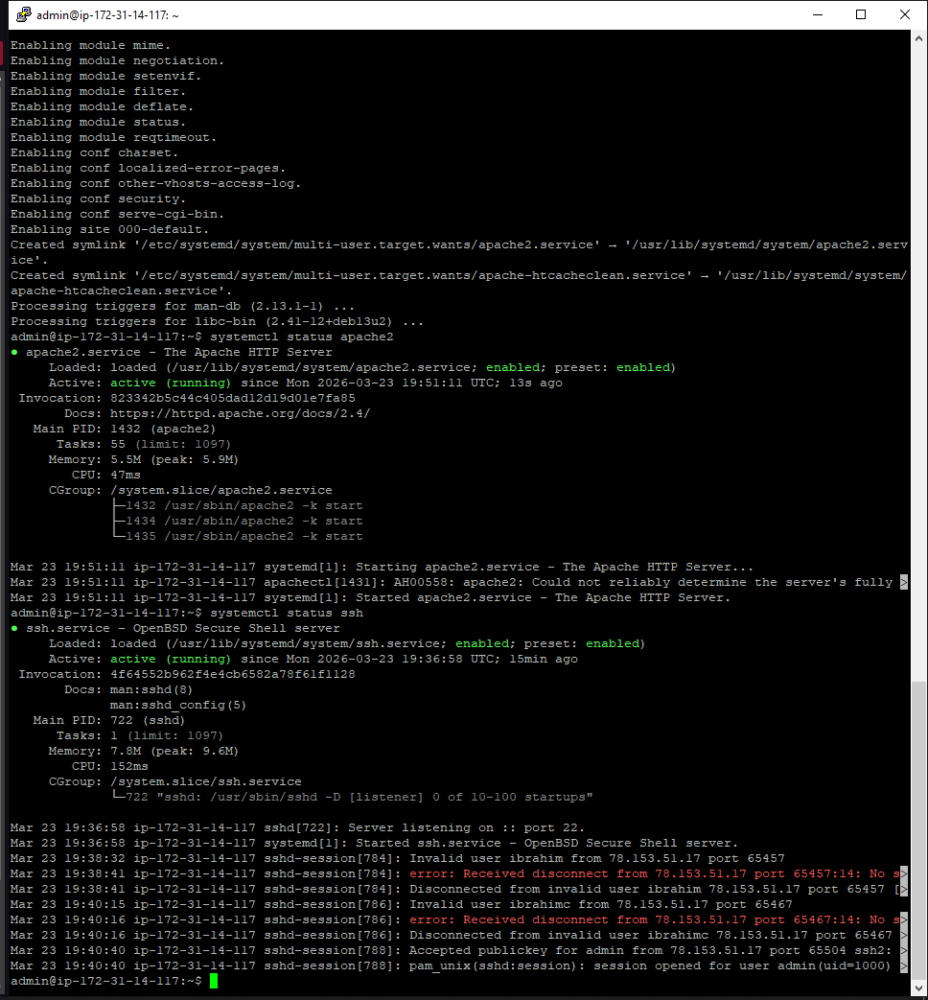 admin@ip-172-31-14-117: ~
Enabling module mime.
Enabling module negotiation.
Enabling module setenvif.
Enabling module filter.
Enabling module deflate.
Enabling module status.
Enabling module reqtimeout.
Enabling conf charset.
Enabling conf localized-error-pages.
Enabling conf other-vhosts-access-log.
Enabling conf security.
Enabling conf serve-cgi-bin.
Enabling site 000-default.
Created symlink '/etc/systemd/system/multi-user.target.wants/apache2.service' → '/usr/lib/systemd/system/apache2.serv
ice'.
Created symlink '/etc/systemd/system/multi-user.target.wants/apache-htcacheclean.service' → '/usr/lib/systemd/system/
apache-htcacheclean.service'.
Processing triggers for man-db (2.13.1-1) ...
Processing triggers for libc-bin (2.41-12+deb13u2) ...
admin@ip-172-31-14-117:~$ systemctl status apache2
● apache2.service - The Apache HTTP Server
Loaded: loaded (/usr/lib/systemd/system/apache2.service; enabled; preset: enabled)
Active: active (running) since Mon 2026-03-23 19:51:11 UTC; 13s ago
Invocation: 823342b5c44c405dad12d19d01e7fa85
Docs: https://httpd.apache.org/docs/2.4/
Main PID: 1432 (apache2)
Tasks: 55 (limit: 1097)
Memory: 5.5M (peak: 5.9M)
CPU: 47ms
CGroup: /system.slice/apache2.service
├─1432 /usr/sbin/apache2 -k start
├─1434 /usr/sbin/apache2 -k start
└─1435 /usr/sbin/apache2 -k start
Mar 23 19:51:11 ip-172-31-14-117 systemd[1]: Starting apache2.service - The Apache HTTP Server...
Mar 23 19:51:11 ip-172-31-14-117 apachectl[1431]: AH00558: apache2: Could not reliably determine the server's fully >
Mar 23 19:51:11 ip-172-31-14-117 systemd[1]: Started apache2.service - The Apache HTTP Server.
admin@ip-172-31-14-117:~$ systemctl status ssh
● ssh.service - OpenBSD Secure Shell server
Loaded: loaded (/usr/lib/systemd/system/ssh.service; enabled; preset: enabled)
Active: active (running) since Mon 2026-03-23 19:36:58 UTC; 15min ago
Invocation: 4f64552b962f4e4cb6582a78f61f1128
Docs: man:sshd(8)
man:sshd_config(5)
Main PID: 722 (sshd)
Tasks: 1 (limit: 1097)
Memory: 7.8M (peak: 9.6M)
CPU: 152ms
CGroup: /system.slice/ssh.service
└─722 "sshd: /usr/sbin/sshd -D [listener] 0 of 10-100 startups"
Mar 23 19:36:58 ip-172-31-14-117 sshd[722]: Server listening on :: port 22.
Mar 23 19:36:58 ip-172-31-14-117 systemd[1]: Started ssh.service - OpenBSD Secure Shell server.
Mar 23 19:38:32 ip-172-31-14-117 sshd-session[784]: Invalid user ibrahim from 78.153.51.17 port 65457
Mar 23 19:38:41 ip-172-31-14-117 sshd-session[784]: error: Received disconnect from 78.153.51.17 port 65457:14: No s>
Mar 23 19:38:41 ip-172-31-14-117 sshd-session[784]: Disconnected from invalid user ibrahim 78.153.51.17 port 65457 [>
Mar 23 19:40:15 ip-172-31-14-117 sshd-session[786]: Invalid user ibrahimc from 78.153.51.17 port 65467
Mar 23 19:40:16 ip-172-31-14-117 sshd-session[786]: error: Received disconnect from 78.153.51.17 port 65467:14: No s>
Mar 23 19:40:16 ip-172-31-14-117 sshd-session[786]: Disconnected from invalid user ibrahimc 78.153.51.17 port 65467 >
Mar 23 19:40:40 ip-172-31-14-117 sshd-session[788]: Accepted publickey for admin from 78.153.51.17 port 65504 ssh2: >
Mar 23 19:40:40 ip-172-31-14-117 sshd-session[788]: pam_unix(sshd:session): session opened for user admin(uid=1000) >
admin@ip-172-31-14-117:~$